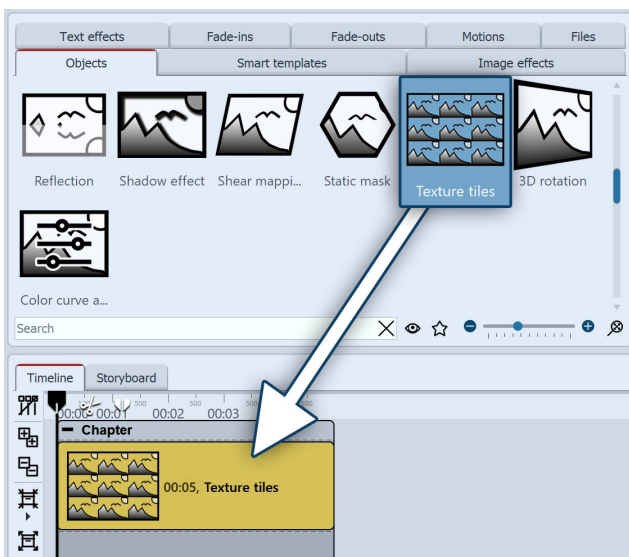 Text effects
Fade-ins
Fade-outs
Motions
Files
Objects
Smart templates
Image effects
Reflection
Shadow effect
Shear mappi...
Static mask
Texture tiles
3D rotation
Color curve a...
Search
Timeline
Storyboard
500
00:00
00:01
00:02
00:03
Chapter
00:05, Texture tiles